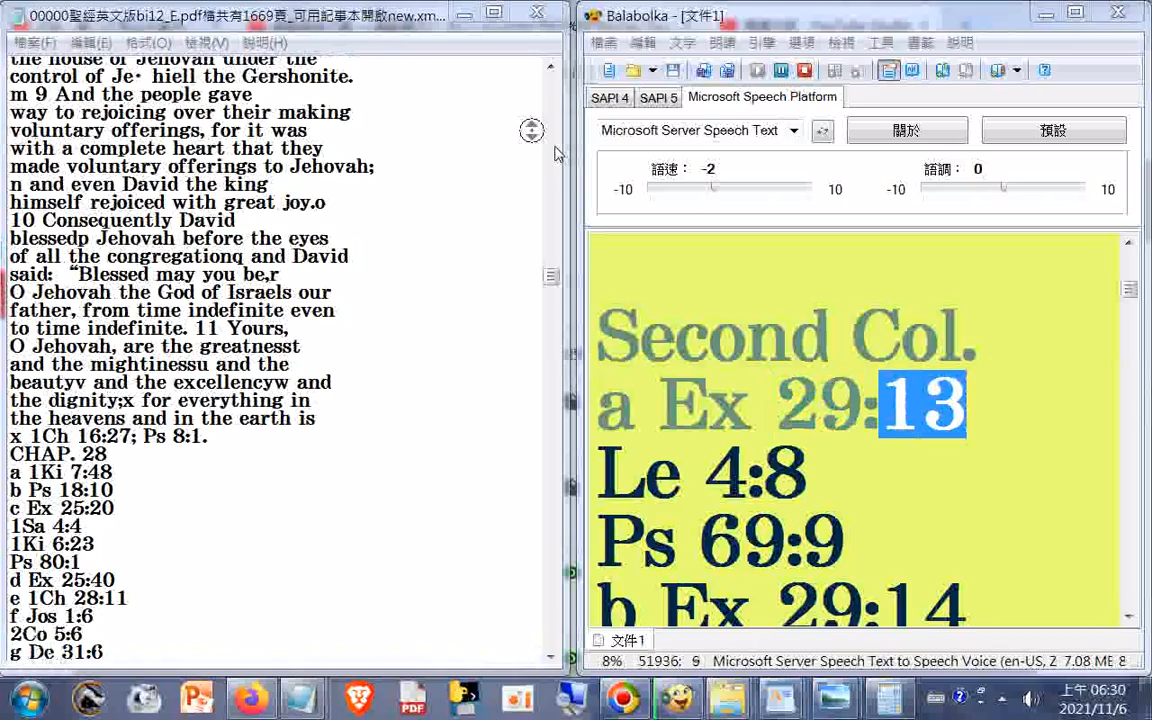 00000聖經英文版bi12_E.pdf檔共有1669頁_可用記事本開啟new.xm...
檔案(F) 編輯(E) 格式(O) 檢視(V) 說明(H)
the house of Jehovah under the
control of Je· hiell the Gershonite.
m 9 And the people gave
way to rejoicing over their making
voluntary offerings, for it was
with a complete heart that they
made voluntary offerings to Jehovah;
n and even David the king
himself rejoiced with great joy.o
10 Consequently David
blessedp Jehovah before the eyes
of all the congregationq and David
said: “Blessed may you be,r
O Jehovah the God of Israels our
father, from time indefinite even
to time indefinite. 11 Yours,
O Jehovah, are the greatnesst
and the mightinessu and the
beautyv and the excellencyw and
the dignity;x for everything in
the heavens and in the earth is
x 1Ch 16:27; Ps 8:1.
CHAP. 28
a 1Ki 7:48
b Ps 18:10
c Ex 25:20
1Sa 4:4
1Ki 6:23
Ps 80:1
d Ex 25:40
e 1Ch 28:11
f Jos 1:6
2Co 5:6
g De 31:6
Balabolka - [文件1]
檔案 編輯 文字 朗讀 引擎 選項 檢視 工具 書籤 說明
SAPI 4 SAPI 5 Microsoft Speech Platform
Microsoft Server Speech Text 關於 預設
語速： -2 語調： 0
-10 10 -10 10
Second Col.
a Ex 29:13
Le 4:8
Ps 69:9
b Ex 29:14
文件1
8% 51936: 9 Microsoft Server Speech Text to Speech Voice (en-US, Z 7.08 MB 8
PDF
上午 06:30
2021/11/6